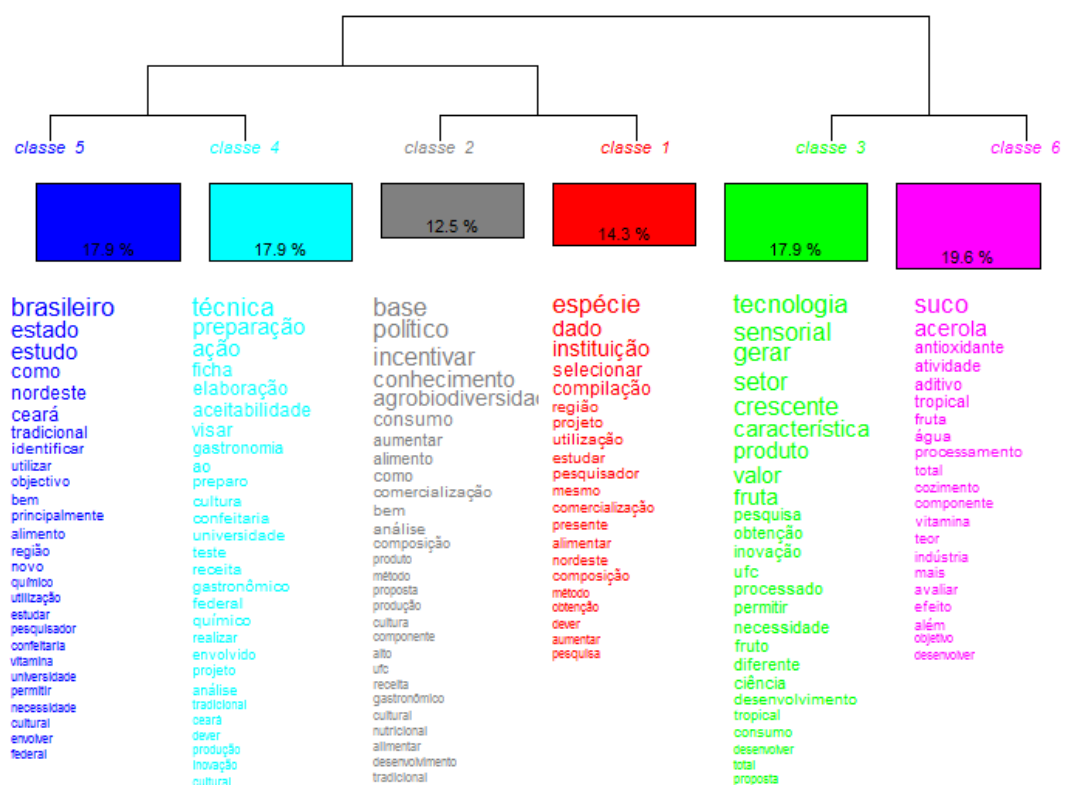 classe 5
classe 4
classe 2
classe 1
classe 3
classe 6
17.9 %
17.9 %
12.5 %
14.3 %
17.9 %
19.6 %
brasileiro
estado
estudo
como
nordeste
ceará
tradicional
identificar
utilizar
objectivo
bem
principalmente
alimento
região
novo
químico
utilização
estudar
pesquisador
confeitaria
vitamina
universidade
permitir
necessidade
cultural
envolver
federal
técnica
preparação
ação
ficha
elaboração
aceitabilidade
visar
gastronomia
ao
preparo
cultura
confeitaria
universidade
teste
receita
gastronômico
federal
químico
realizar
envolvido
projeto
análise
tradicional
ceará
dever
produção
inovação
cultural
base
político
incentivar
conhecimento
agrobiodiversida
consumo
aumentar
alimento
como
comercialização
bem
análise
composição
produto
método
proposta
produção
cultura
componente
alto
ufc
receita
gastronômico
cultural
nutricional
alimentar
desenvolvimento
tradicional
espécie
dado
instituição
selecionar
compilação
região
projeto
utilização
estudar
pesquisador
mesmo
comercialização
presente
alimentar
nordeste
composição
método
obtenção
dever
aumentar
pesquisa
tecnologia
sensorial
gerar
setor
crescente
característica
produto
valor
fruta
pesquisa
obtenção
inovação
ufc
processado
permitir
necessidade
fruto
diferente
ciência
desenvolvimento
tropical
consumo
desenvolver
total
proposta
suco
acerola
antioxidante
atividade
aditivo
tropical
fruta
água
processamento
total
cozimento
componente
vitamina
teor
indústria
mais
avaliar
efeito
além
objetivo
desenvolver